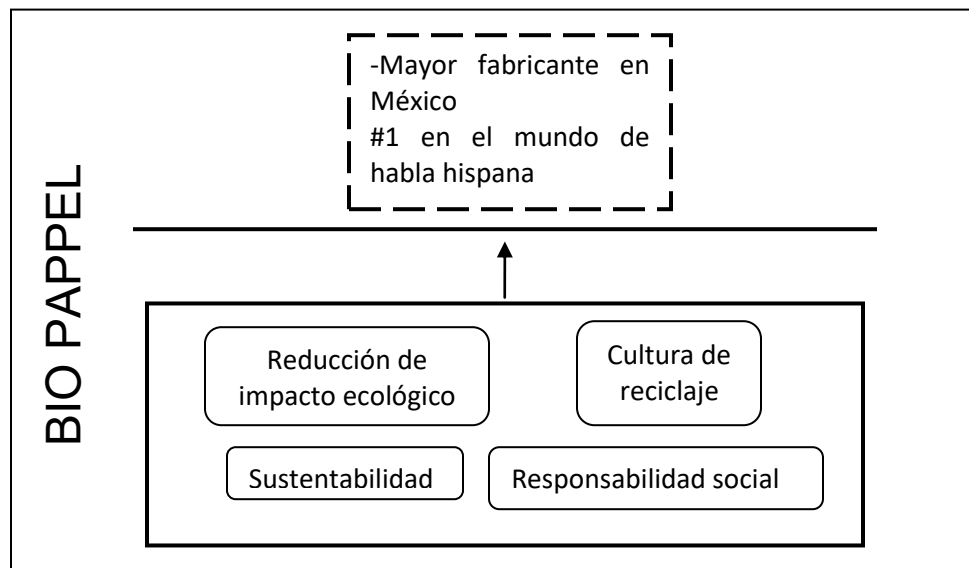 BIO PAPPEL
-Mayor fabricante en
México
#1 en el mundo de
habla hispana
Reducción de
impacto ecológico
Cultura de
reciclaje
Sustentabilidad
Responsabilidad social